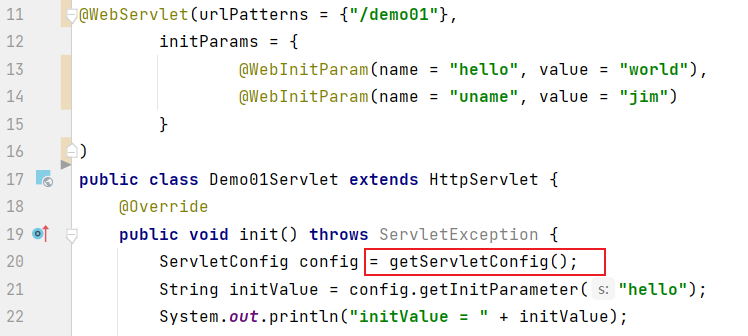 11 @WebServlet(urlPatterns = {"/demo01"},
12 initParams = {
13 @WebInitParam(name = "hello", value = "world"),
14 @WebInitParam(name = "uname", value = "jim")
15 }
16 )
17 public class Demo01Servlet extends HttpServlet {
18 @Override
19 public void init() throws ServletException {
20 ServletConfig config = getServletConfig();
21 String initValue = config.getInitParameter( s: "hello");
22 System.out.println("initValue = " + initValue);